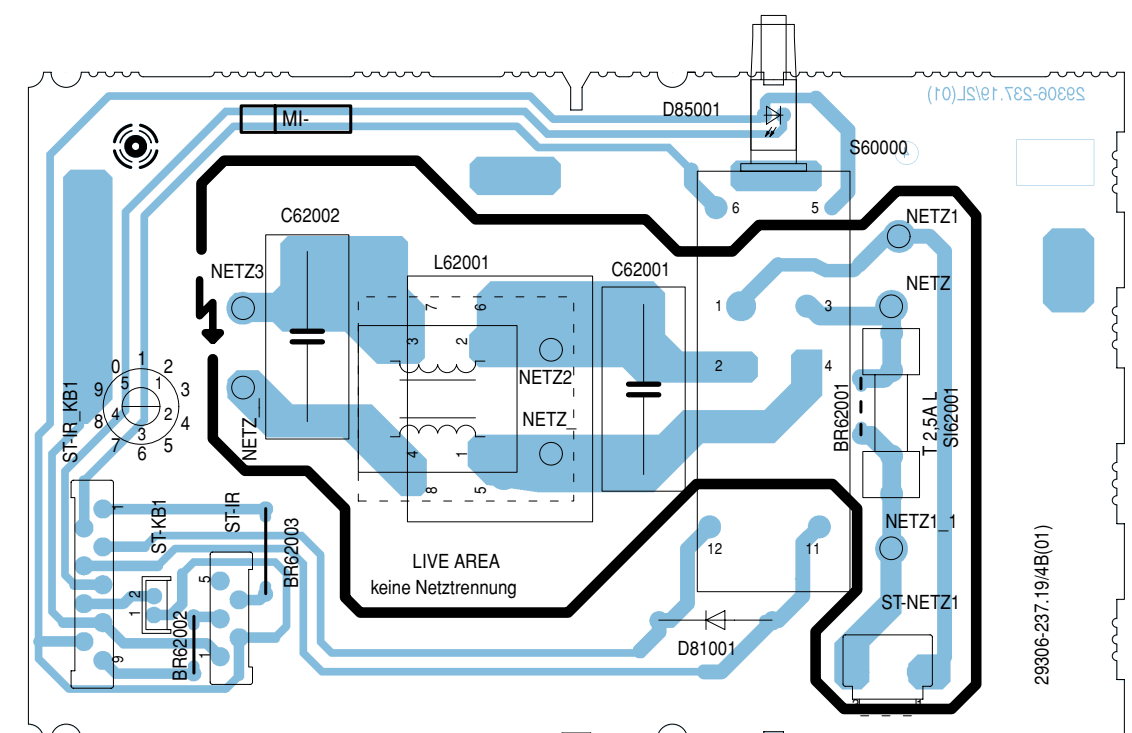 29306-237.19/2L(01)
D85001
MI-
S60000
6
5
NETZ1
C62002
L62001
C62001
NETZ3
NETZ
7
6
1
3
3
2
2
4
NETZ2
NETZ_
NETZ_
4
1
8
5
BR62001
T 2,5A L
SI62001
0
1
2
9
5
1
3
8
4
2
4
7
3
5
6
ST-IR_KB1
1
ST-KB1
ST-IR
BR62003
NETZ1_1
12
11
LIVE AREA
keine Netztrennung
5
2
1
ST-NETZ1
BR62002
1
9
D81001
29306-237.19/4B(01)